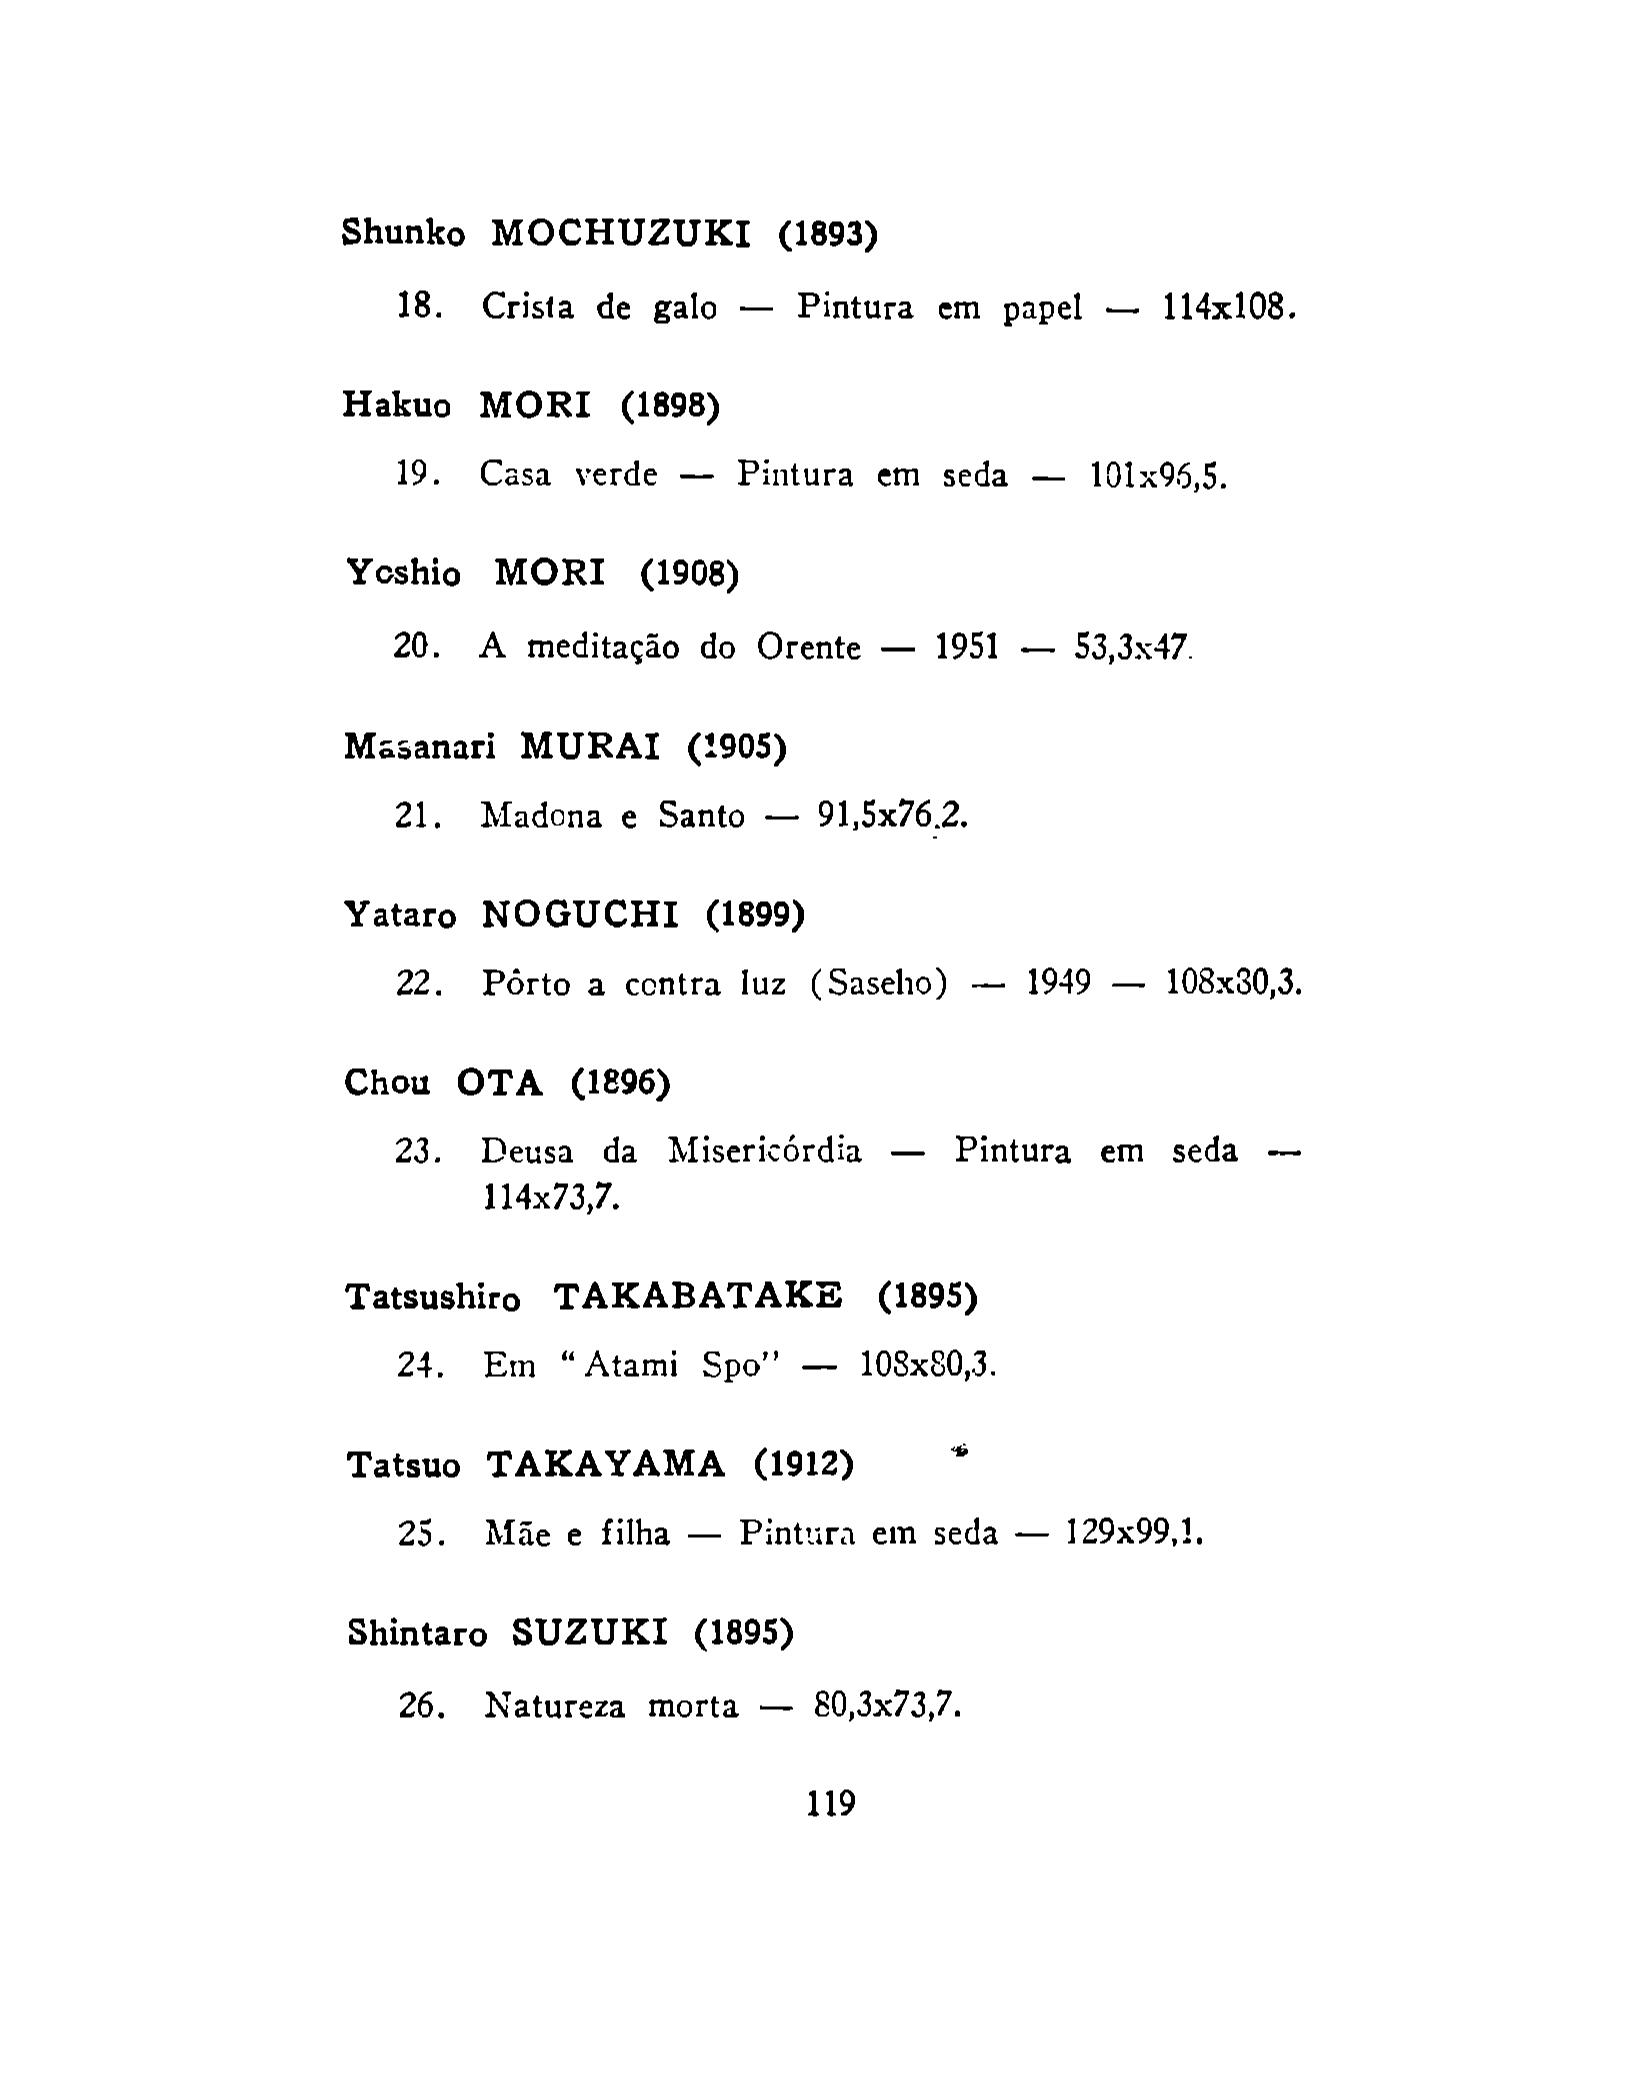 Shunko MOCHUZUKI (1893)
18. Crista de galo — Pintura em papel — 114x108.
Hakuo MORI (1898)
19. Casa verde — Pintura em seda — 101x96,5.
Yoshio MORI (1908)
20. A meditação do Orente — 1951 — 53,3x47.
Masanari MURAI (1905)
21. Madona e Santo — 91,5x76,2.
Yataro NOGUCHI (1899)
22. Pôrto a contra luz (Saseho) — 1949 — 108x80,3.
Chou OTA (1896)
23. Deusa da Misericórdia — Pintura em seda —
114x73,7.
Tatsushiro TAKABATAKE (1895)
24. Em "Atami Spo" — 108x80,3.
Tatsuo TAKAYAMA (1912)
25. Mãe e filha — Pintura em seda — 129x99,1.
Shintaro SUZUKI (1895)
26. Natureza morta — 80,3x73,7.
119